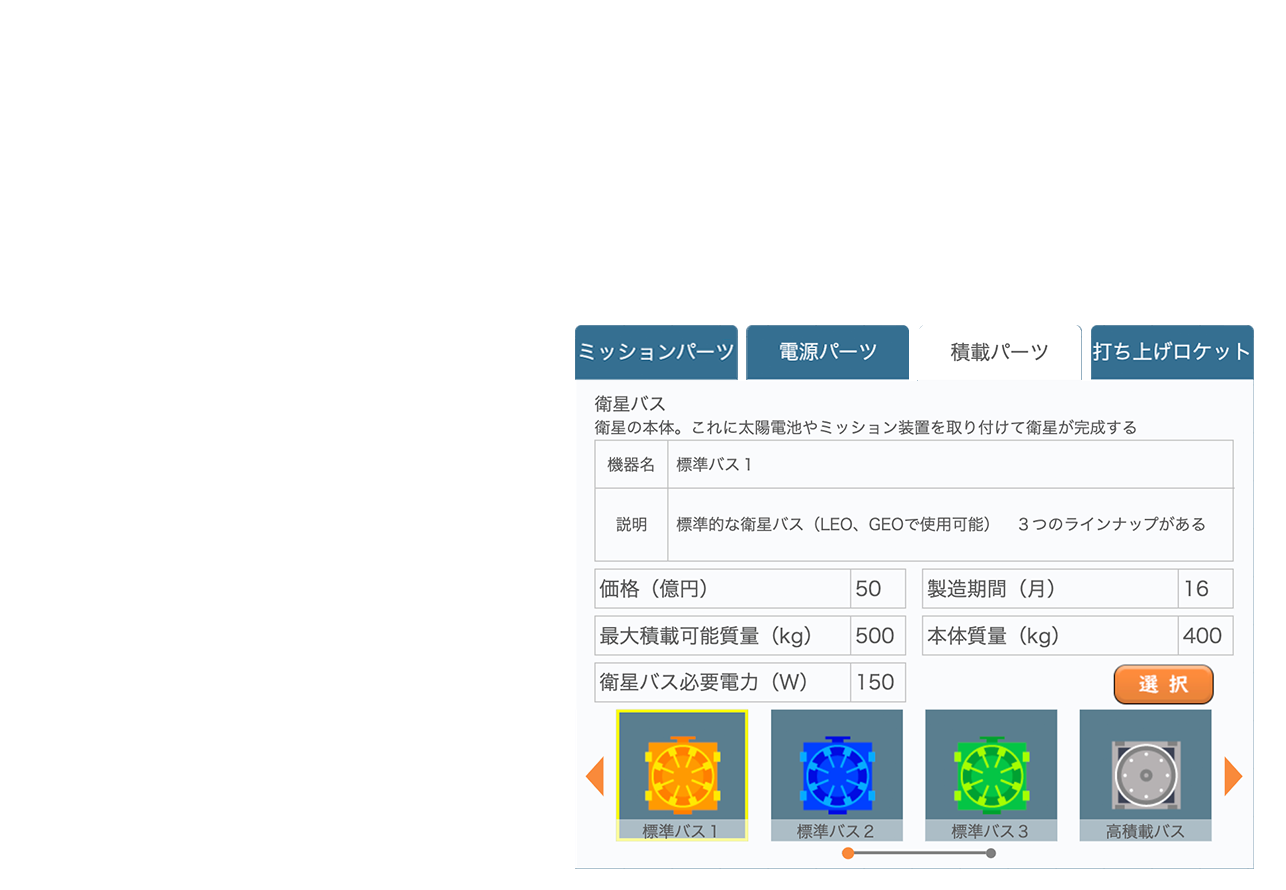 ミッションパーツ 電源パーツ 積載パーツ 打ち上げロケット
衛星バス
衛星の本体。これに太陽電池やミッション装置を取り付けて衛星が完成する
機器名 標準バス１
説明 標準的な衛星バス（LEO、GEOで使用可能） ３つのラインナップがある
価格（億円） 50 製造期間（月） 16
最大積載可能質量（kg） 500 本体質量（kg） 400
衛星バス必要電力（W） 150 選択
標準バス１ 標準バス２ 標準バス３ 高積載バス